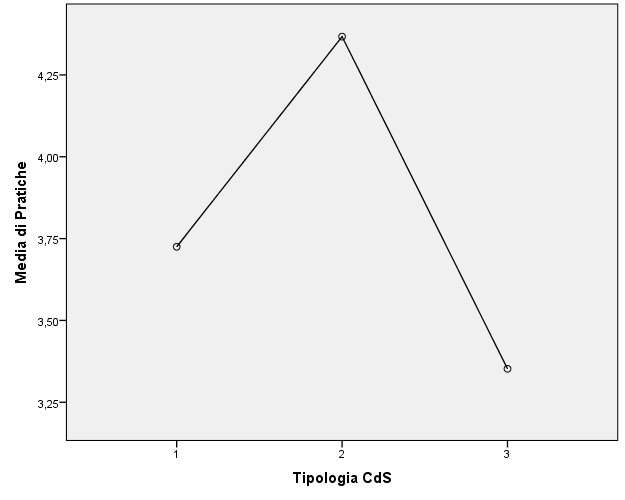 4,25
4,00
3,75
3,50
3,25
Media di Pratiche
1 2 3
Tipologia CdS